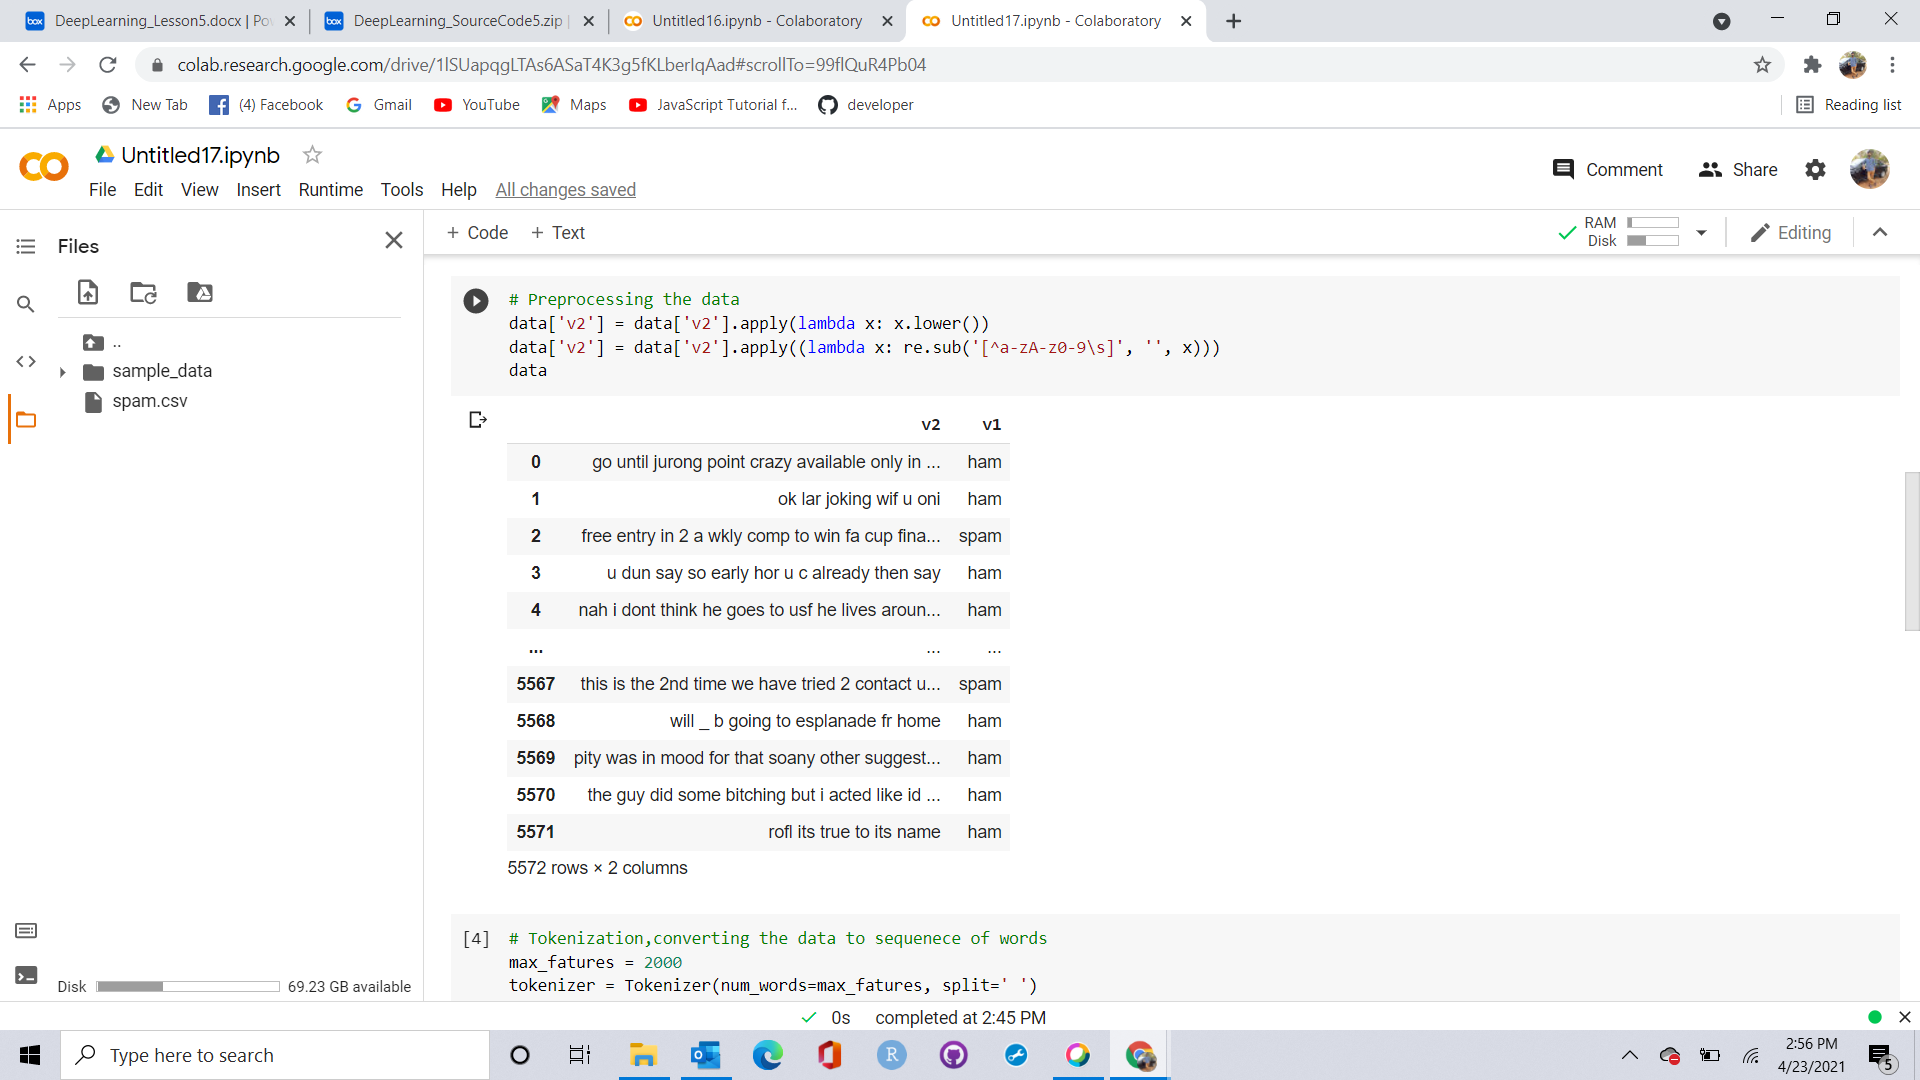 DeepLearning_Lesson5.docx | Po
DeepLearning_SourceCode5.zip |
Untitled16.ipynb - Colaboratory
Untitled17.ipynb - Colaboratory
colab.research.google.com/drive/1lSUapqgLTAs6ASaT4K3g5fKLberIqAad#scrollTo=99flQuR4Pb04
Apps
New Tab
(4) Facebook
Gmail
YouTube
Maps
JavaScript Tutorial f...
developer
Reading list
Untitled17.ipynb
File Edit View Insert Runtime Tools Help All changes saved
Comment
Share
Files
+ Code + Text
RAM
Disk
Editing
..
sample_data
spam.csv
# Preprocessing the data
data['v2'] = data['v2'].apply(lambda x: x.lower())
data['v2'] = data['v2'].apply((lambda x: re.sub('[^a-zA-z0-9\s]', '', x)))
data
v2 v1
0 go until jurong point crazy available only in ... ham
1 ok lar joking wif u oni ham
2 free entry in 2 a wkly comp to win fa cup fina... spam
3 u dun say so early hor u c already then say ham
4 nah i dont think he goes to usf he lives aroun... ham
... ... ...
5567 this is the 2nd time we have tried 2 contact u... spam
5568 will _ b going to esplanade fr home ham
5569 pity was in mood for that soany other suggest... ham
5570 the guy did some bitching but i acted like id ... ham
5571 rofl its true to its name ham
5572 rows × 2 columns
[4] # Tokenization,converting the data to sequenece of words
max_fatures = 2000
tokenizer = Tokenizer(num_words=max_fatures, split=' ')
Disk 69.23 GB available
0s completed at 2:45 PM
Type here to search
2:56 PM
4/23/2021
5